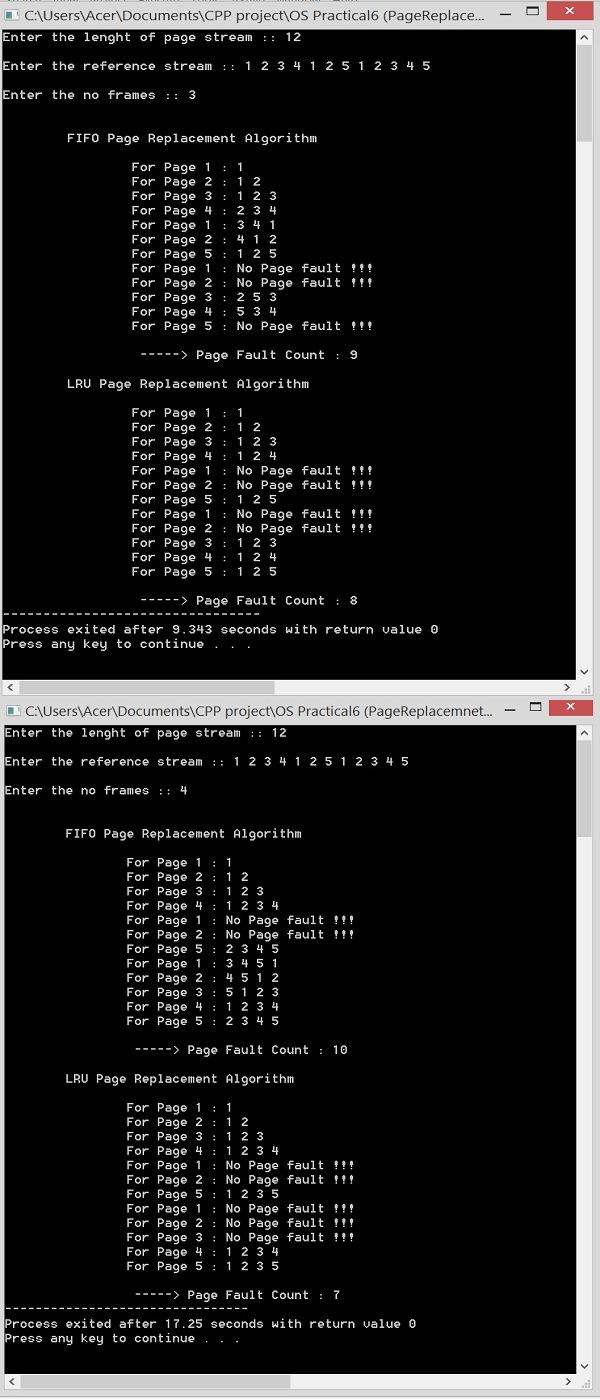 C:\Users\Acer\Documents\CPP project\OS Practical6 (PageReplace...
Enter the lenght of page stream :: 12
Enter the reference stream :: 1 2 3 4 1 2 5 1 2 3 4 5
Enter the no frames :: 3
FIFO Page Replacement Algorithm
For Page 1 : 1
For Page 2 : 1 2
For Page 3 : 1 2 3
For Page 4 : 2 3 4
For Page 1 : 3 4 1
For Page 2 : 4 1 2
For Page 5 : 1 2 5
For Page 1 : No Page fault !!!
For Page 2 : No Page fault !!!
For Page 3 : 2 5 3
For Page 4 : 5 3 4
For Page 5 : No Page fault !!!
-----> Page Fault Count : 9
LRU Page Replacement Algorithm
For Page 1 : 1
For Page 2 : 1 2
For Page 3 : 1 2 3
For Page 4 : 1 2 4
For Page 1 : No Page fault !!!
For Page 2 : No Page fault !!!
For Page 5 : 1 2 5
For Page 1 : No Page fault !!!
For Page 2 : No Page fault !!!
For Page 3 : 1 2 3
For Page 4 : 1 2 4
For Page 5 : 1 2 5
-----> Page Fault Count : 8
--------------------------------
Process exited after 9.343 seconds with return value 0
Press any key to continue . . .
C:\Users\Acer\Documents\CPP project\OS Practical6 (PageReplacemnet...
Enter the lenght of page stream :: 12
Enter the reference stream :: 1 2 3 4 1 2 5 1 2 3 4 5
Enter the no frames :: 4
FIFO Page Replacement Algorithm
For Page 1 : 1
For Page 2 : 1 2
For Page 3 : 1 2 3
For Page 4 : 1 2 3 4
For Page 1 : No Page fault !!!
For Page 2 : No Page fault !!!
For Page 5 : 2 3 4 5
For Page 1 : 3 4 5 1
For Page 2 : 4 5 1 2
For Page 3 : 5 1 2 3
For Page 4 : 1 2 3 4
For Page 5 : 2 3 4 5
-----> Page Fault Count : 10
LRU Page Replacement Algorithm
For Page 1 : 1
For Page 2 : 1 2
For Page 3 : 1 2 3
For Page 4 : 1 2 3 4
For Page 1 : No Page fault !!!
For Page 2 : No Page fault !!!
For Page 5 : 1 2 3 5
For Page 1 : No Page fault !!!
For Page 2 : No Page fault !!!
For Page 3 : No Page fault !!!
For Page 4 : 1 2 3 4
For Page 5 : 1 2 3 5
-----> Page Fault Count : 7
--------------------------------
Process exited after 17.25 seconds with return value 0
Press any key to continue . . .